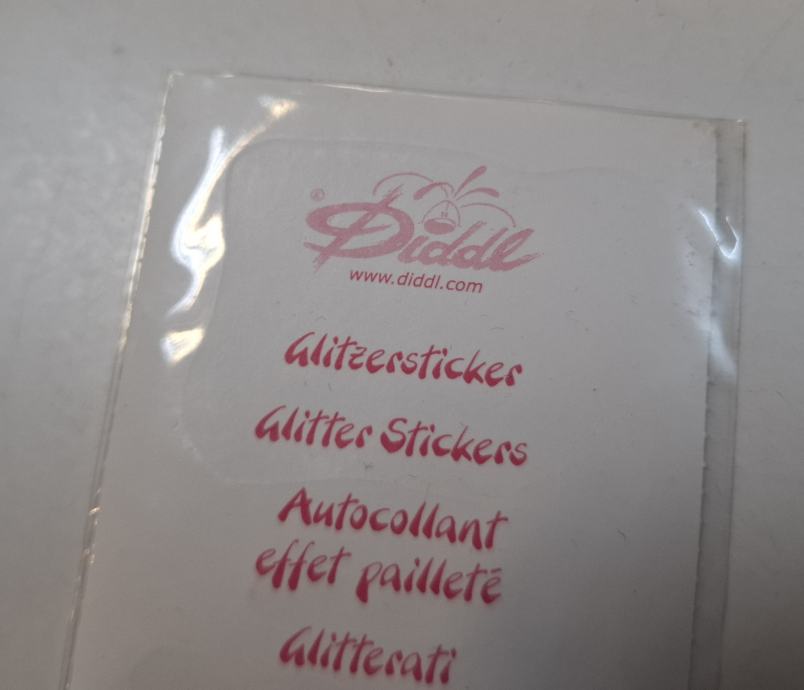 © Diddl
www.diddl.com
Glitzersticker
Glitter Stickers
Autocollant
effet pailleté
Glitterati